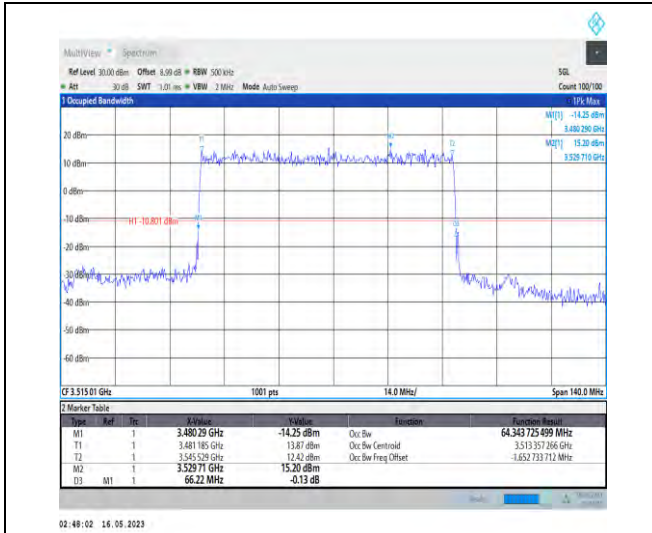 MultiView Spectrum
Ref Level 30.00 dBm Offset 8.99 dB RBW 500 kHz SGL
Att 30 dB SWT 1.01 ms VBW 2 MHz Mode Auto Sweep Count 100/100
1 Occupied Bandwidth 1Pk Max
M1[1] -14.25 dBm
3.480 290 GHz
M2[1] 15.20 dBm
3.529 710 GHz
20 dBm
T1 M2 T2
10 dBm
0 dBm
-10 dBm
H1 -10.801 dBm M1 D3
-20 dBm
-30 dBm
-40 dBm
-50 dBm
-60 dBm
CF 3.515 01 GHz 1001 pts 14.0 MHz/ Span 140.0 MHz
2 Marker Table
Type Ref Trc X-Value Y-Value Function Function Result
M1 1 3.480 29 GHz -14.25 dBm Occ Bw 64.343 725 499 MHz
T1 1 3.481 185 GHz 13.87 dBm Occ Bw Centroid 3.513 357 266 GHz
T2 1 3.545 529 GHz 12.42 dBm Occ Bw Freq Offset -1.652 733 712 MHz
M2 1 3.529 71 GHz 15.20 dBm
D3 M1 1 66.22 MHz -0.13 dB
02:48:02 16.05.2023